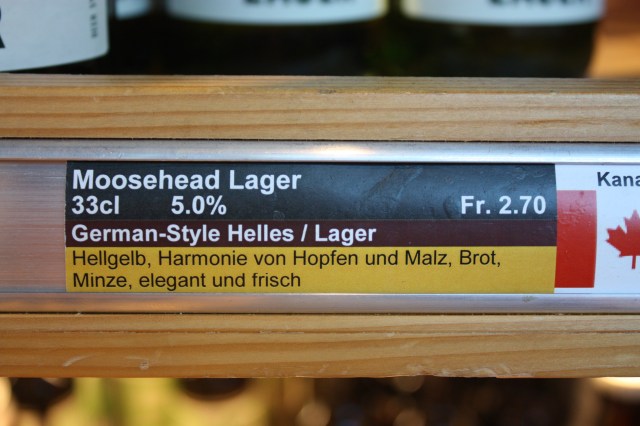 Moosehead Lager
33cl 5.0% Fr. 2.70
German-Style Helles / Lager
Hellgelb, Harmonie von Hopfen und Malz, Brot,
Minze, elegant und frisch
Kana